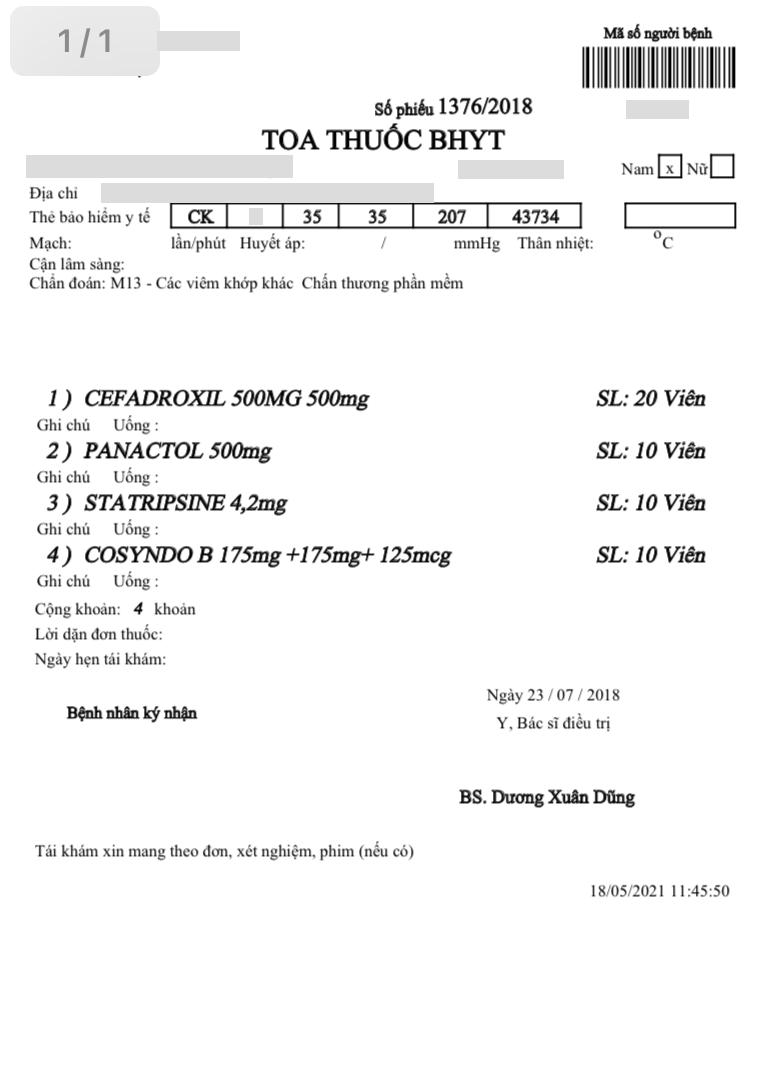 1/1
Mã số người bệnh
Số phiếu 1376/2018
TOA THUỐC BHYT
Nam x Nữ
Địa chỉ
Thẻ bảo hiểm y tế CK 35 35 207 43734
Mạch: lần/phút Huyết áp: / mmHg Thân nhiệt: °C
Cận lâm sàng:
Chẩn đoán: M13 - Các viêm khớp khác Chấn thương phần mềm
1 ) CEFADROXIL 500MG 500mg SL: 20 Viên
Ghi chú Uống :
2 ) PANACTOL 500mg SL: 10 Viên
Ghi chú Uống :
3 ) STATRIPSINE 4,2mg SL: 10 Viên
Ghi chú Uống :
4 ) COSYNDO B 175mg +175mg+ 125mcg SL: 10 Viên
Ghi chú Uống :
Cộng khoản: 4 khoản
Lời dặn đơn thuốc:
Ngày hẹn tái khám:
Ngày 23 / 07 / 2018
Bệnh nhân ký nhận
Y, Bác sĩ điều trị
BS. Dương Xuân Dũng
Tái khám xin mang theo đơn, xét nghiệm, phim (nếu có)
18/05/2021 11:45:50